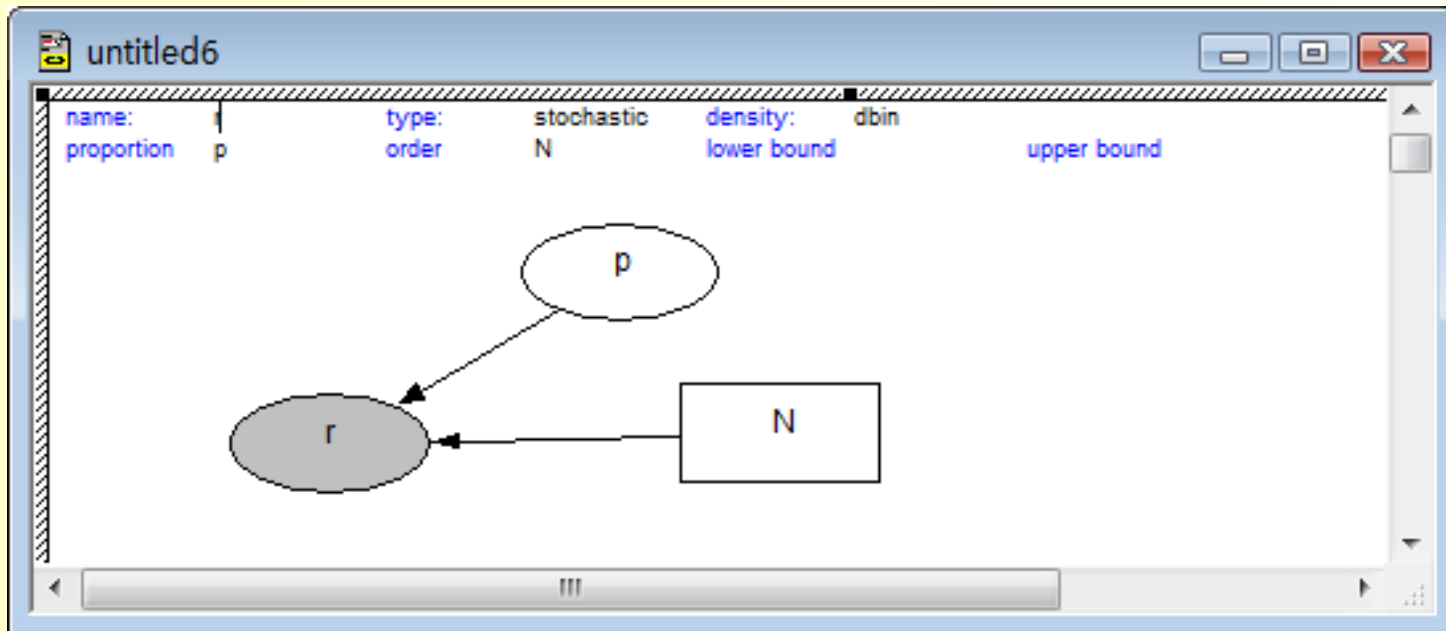 untitled6
name: r type: stochastic density: dbin
proportion p order N lower bound upper bound
p
r
N